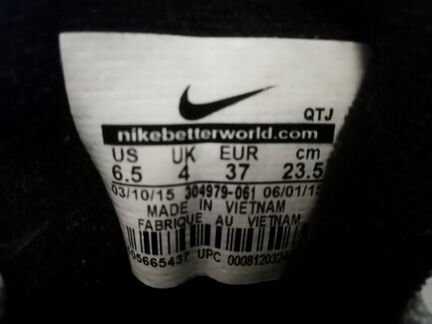 QTJ
nikebetterworld.com
US UK EUR cm
6.5 4 37 23.5
03/10/15 304979-061 06/01/15
MADE IN VIETNAM
FABRIQUE AU VIETNAM
UPC